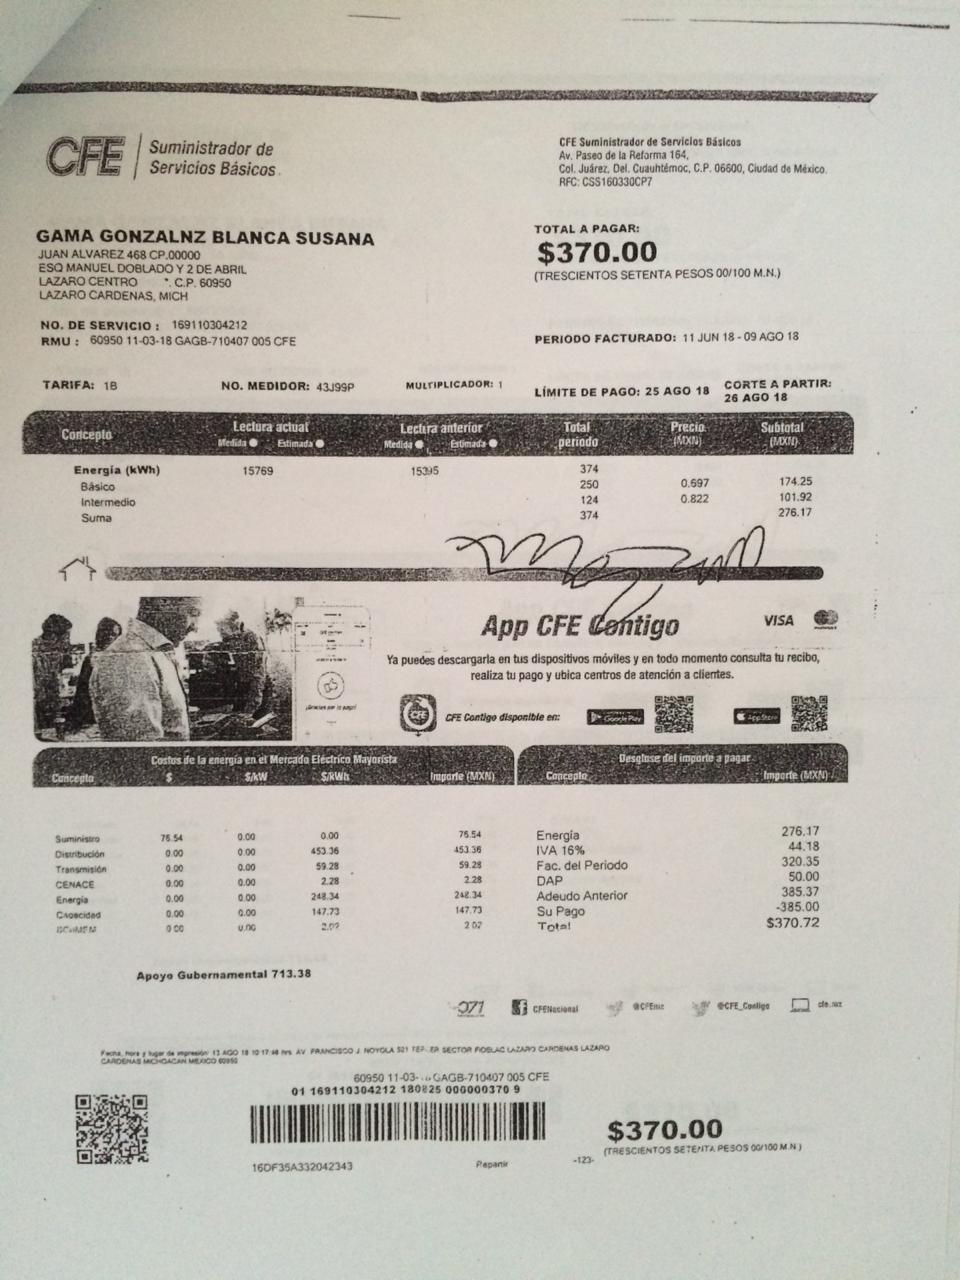 CFE
Suministrador de
Servicios Básicos
CFE Suministrador de Servicios Básicos
Av. Paseo de la Reforma 164,
Col. Juárez, Del. Cuauhtémoc, C.P. 06600, Ciudad de México.
RFC: CSS160330CP7
GAMA GONZALNZ BLANCA SUSANA
JUAN ALVAREZ 468 CP.00000
ESQ MANUEL DOBLADO Y 2 DE ABRIL
LAZARO CENTRO *. C.P. 60950
LAZARO CARDENAS, MICH
TOTAL A PAGAR:
$370.00
(TRESCIENTOS SETENTA PESOS 00/100 M.N.)
NO. DE SERVICIO : 169110304212
RMU : 60950 11-03-18 GAGB-710407 005 CFE
PERIODO FACTURADO: 11 JUN 18 - 09 AGO 18
TARIFA: 1B NO. MEDIDOR: 43J99P MULTIPLICADOR: 1
LÍMITE DE PAGO: 25 AGO 18 CORTE A PARTIR:
26 AGO 18
Concepto Lectura actual Lectura anterior Total periodo Precio (MXN) Subtotal (MXN)
Medida Estimada Medida Estimada
Energía (kWh) 15769 15395 374
Básico 250 0.697 174.25
Intermedio 124 0.822 101.92
Suma 374 276.17
App CFE Contigo
VISA
Ya puedes descargarla en tus dispositivos móviles y en todo momento consulta tu recibo,
realiza tu pago y ubica centros de atención a clientes.
¡Gracias por tu pago!
CFE
CFE Contigo disponible en: Google Play App Store
Costos de la energía en el Mercado Eléctrico Mayorista
Concepto $ $/kW $/kWh Importe (MXN)
Suministro 75.54 0.00 0.00 75.54
Distribución 0.00 0.00 453.36 453.36
Transmisión 0.00 0.00 59.28 59.28
CENACE 0.00 0.00 2.28 2.28
Energía 0.00 0.00 248.34 248.34
Capacidad 0.00 0.00 147.73 147.73
0.00 0.00
Desglose del importe a pagar
Concepto Importe (MXN)
Energía 276.17
IVA 16% 44.18
Fac. del Periodo 320.35
DAP 50.00
Adeudo Anterior 385.37
Su Pago -385.00
Total $370.72
Apoyo Gubernamental 713.38
071 CFENacional @CFEmx @CFE_Contigo cfe.mx
Fecha, hora y lugar de impresión: 13 AGO 18 AV FRANCISCO J. NOYOLA 521 SECTOR LAZARO CARDENAS LAZARO
CARDENAS MICHOACAN MEXICO 60950
60950 11-03- GAGB-710407 005 CFE
01 169110304212 180825 000000370 9
16DF35A332042343
Repartir
-123-
$370.00
(TRESCIENTOS SETENTA PESOS 00/100 M.N.)